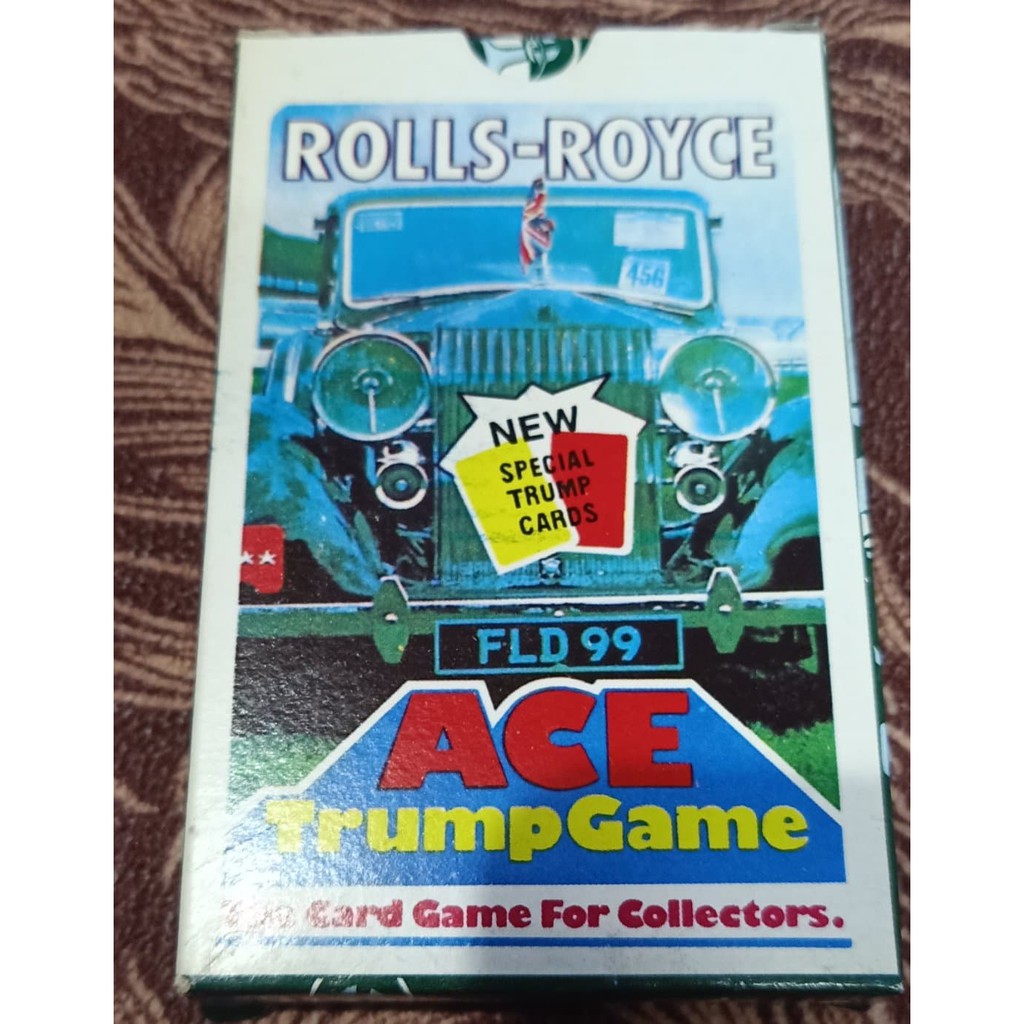 ROLLS-ROYCE
456
NEW
SPECIAL
TRUMP
CARDS
FLD 99
ACE
TrumpGame
Card Game For Collectors.